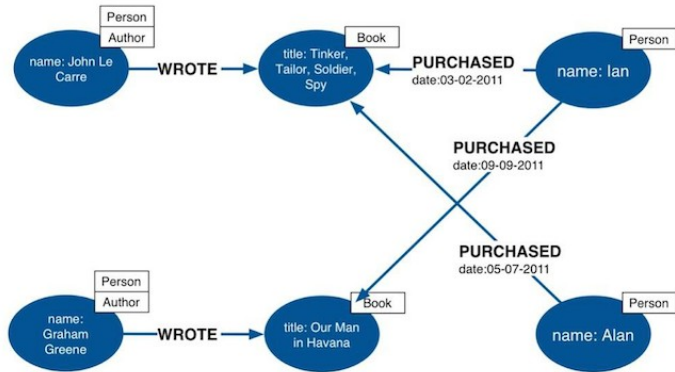 Person
Author
name: John Le
Carre
WROTE
Book
title: Tinker,
Tailor, Soldier,
Spy
PURCHASED
date:03-02-2011
Person
name: Ian
PURCHASED
date:09-09-2011
PURCHASED
date:05-07-2011
Person
Author
name:
Graham
Greene
WROTE
Book
title: Our Man
in Havana
Person
name: Alan